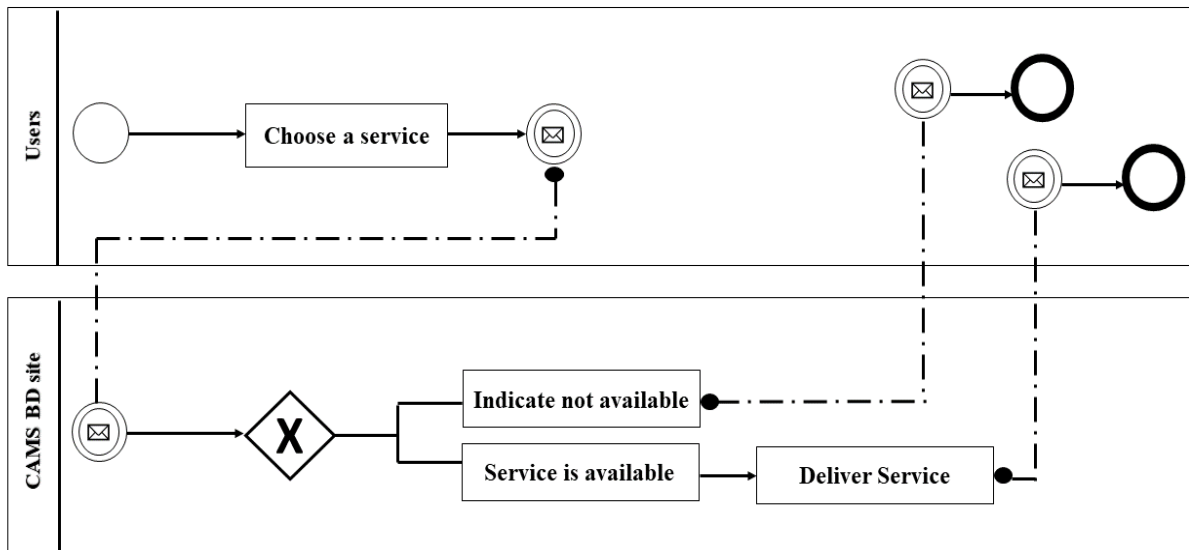 Users
Choose a service
CAMS BD site
X
Indicate not available
Service is available
Deliver Service